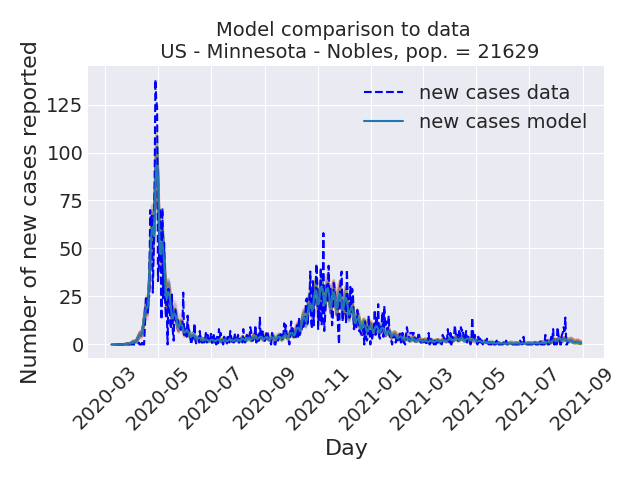 Model comparison to data
US - Minnesota - Nobles, pop. = 21629
Number of new cases reported
new cases data
new cases model
125
100
75
50
25
0
2020-03
2020-05
2020-07
2020-09
2020-11
2021-01
2021-03
2021-05
2021-07
2021-09
Day